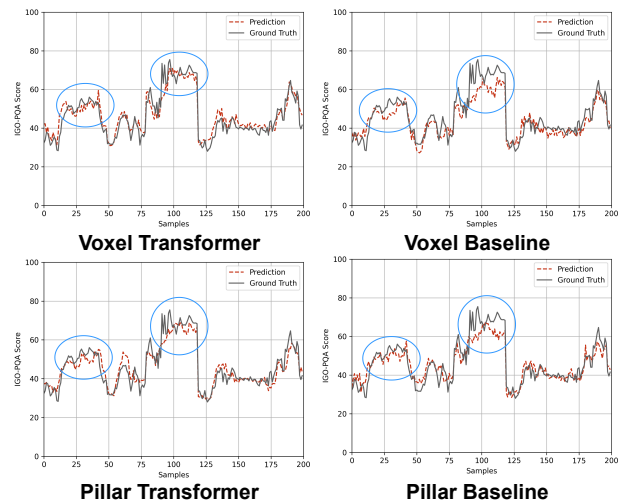 100
80
60
40
20
0
IGO-PQA Score
Prediction
Ground Truth
0 25 50 75 100 125 150 175 200
Samples
Voxel Transformer
100
80
60
40
20
0
IGO-PQA Score
Prediction
Ground Truth
0 25 50 75 100 125 150 175 200
Samples
Voxel Baseline
100
80
60
40
20
0
IGO-PQA Score
Prediction
Ground Truth
0 25 50 75 100 125 150 175 200
Samples
Pillar Transformer
100
80
60
40
20
0
IGO-PQA Score
Prediction
Ground Truth
0 25 50 75 100 125 150 175 200
Samples
Pillar Baseline